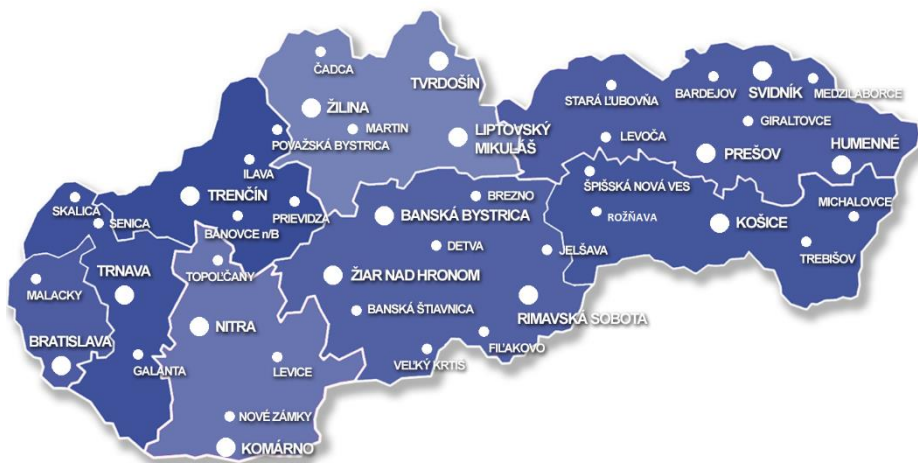 ČADCA
TVRDOŠÍN
ŽILINA
MARTIN
POVAŽSKÁ BYSTRICA
LIPTOVSKÝ
MIKULÁŠ
STARÁ ĽUBOVŇA
BARDEJOV
SVIDNÍK
MEDZILABORCE
GIRALTOVCE
LEVOČA
PREŠOV
HUMENNÉ
ILAVA
TRENČÍN
PRIEVIDZA
BÁNOVCE n/B
SKALICA
SENICA
BREZNO
BANSKÁ BYSTRICA
DETVA
ŠPIŠSKÁ NOVÁ VES
ROŽŇAVA
KOŠICE
MICHALOVCE
TREBIŠOV
JELŠAVA
TRNAVA
TOPOĽČANY
ŽIAR NAD HRONOM
MALACKY
BANSKÁ ŠTIAVNICA
RIMAVSKÁ SOBOTA
NITRA
BRATISLAVA
GALANTA
LEVICE
VEĽKÝ KRTÍŠ
FIĽAKOVO
NOVÉ ZÁMKY
KOMÁRNO